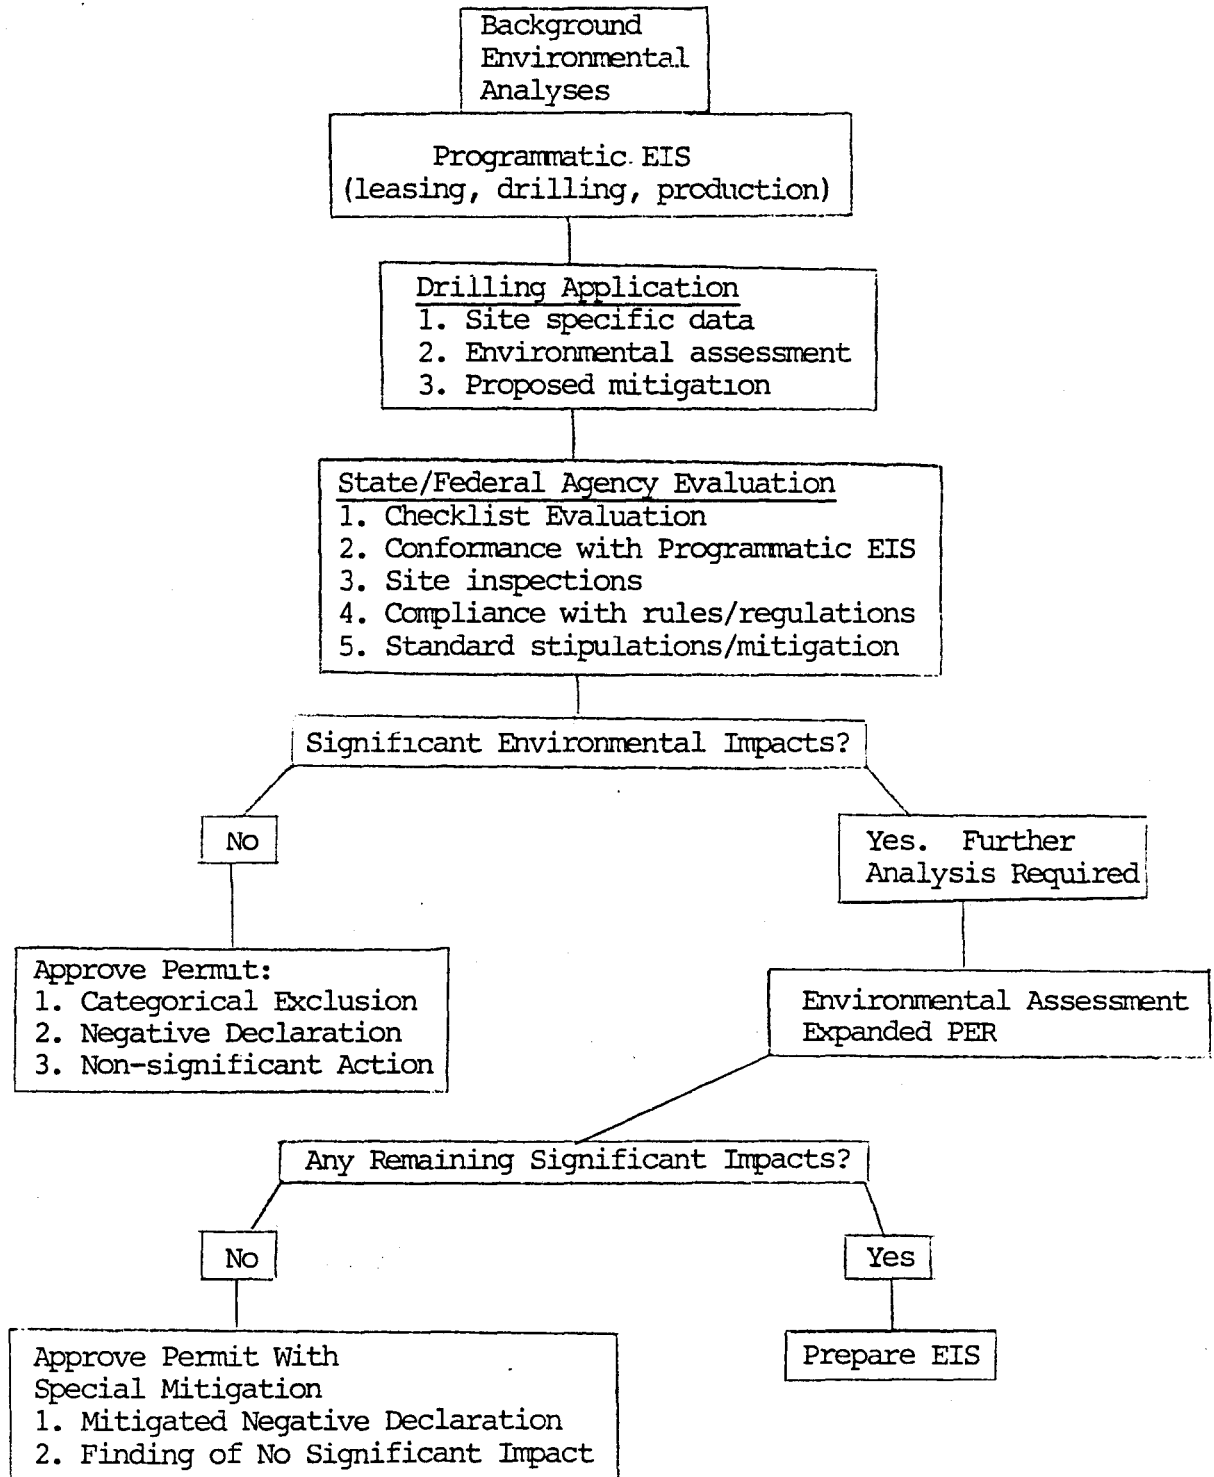 Background
Environmental
Analyses
Programmatic EIS
(leasing, drilling, production)
Drilling Application
1. Site specific data
2. Environmental assessment
3. Proposed mitigation
State/Federal Agency Evaluation
1. Checklist Evaluation
2. Conformance with Programmatic EIS
3. Site inspections
4. Compliance with rules/regulations
5. Standard stipulations/mitigation
Significant Environmental Impacts?
No
Yes. Further
Analysis Required
Approve Permit:
1. Categorical Exclusion
2. Negative Declaration
3. Non-significant Action
Environmental Assessment
Expanded PER
Any Remaining Significant Impacts?
No
Yes
Approve Permit With
Special Mitigation
1. Mitigated Negative Declaration
2. Finding of No Significant Impact
Prepare EIS